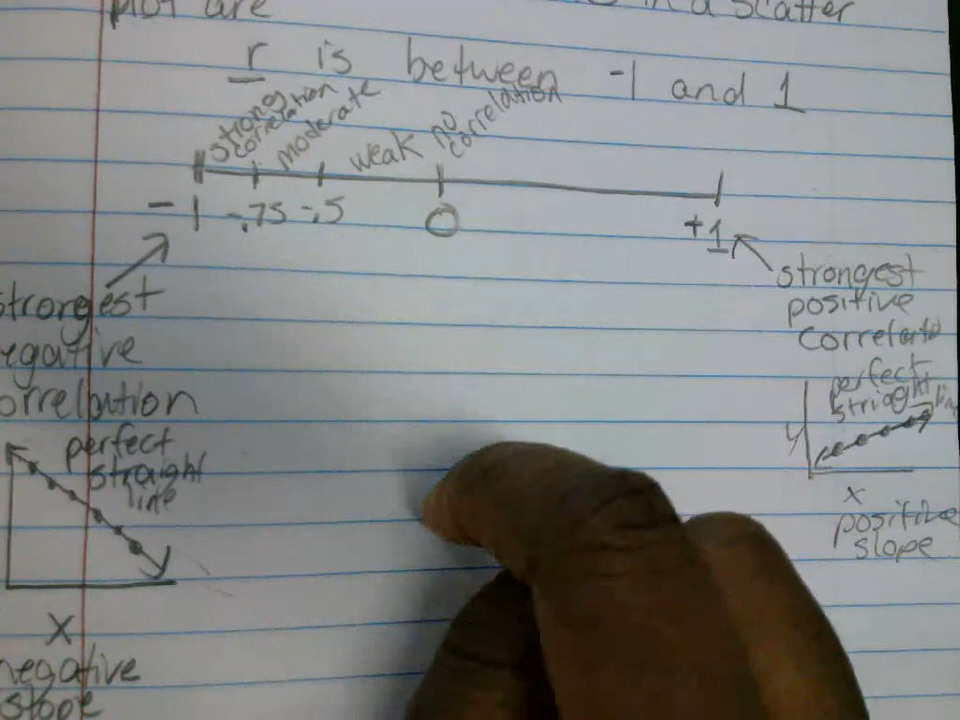 plot are in a scatter
r is between -1 and 1
strong correlation moderate weak no correlation
-1 -.75 -.5 0 +1
strongest
negative
correlation
strongest
positive
perfect
striaght
line
y
x
positive
slope
perfect
straight
line
x
negative
slope